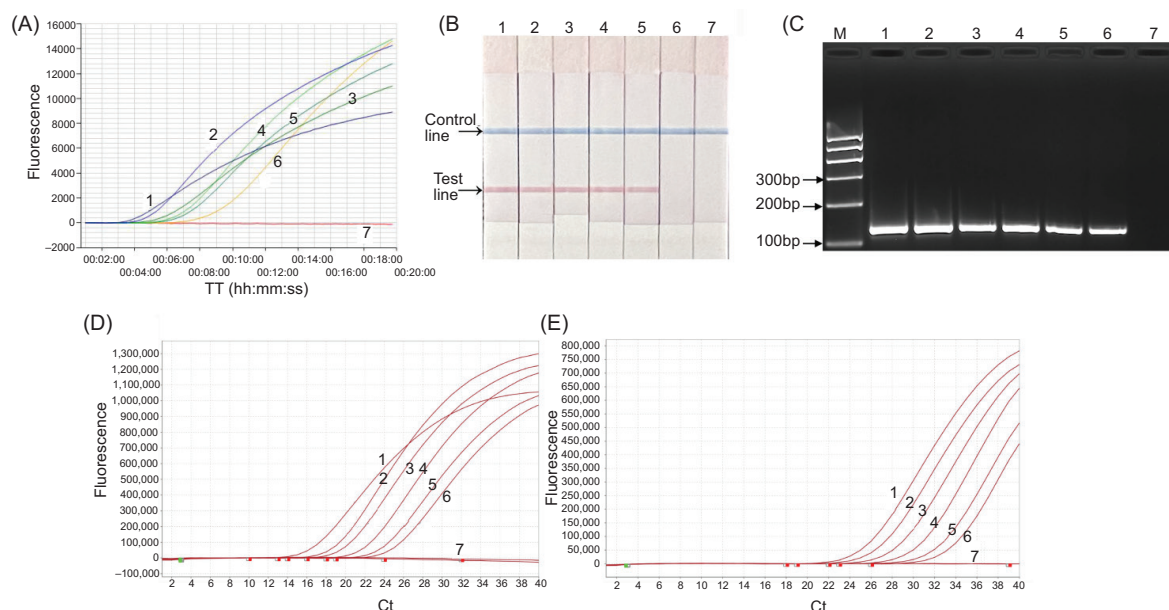 (A)
16000
14000
12000
10000
8000
6000
4000
2000
0
−2000
Fluorescence
1
2
3
4
5
6
7
00:02:00 00:06:00 00:10:00 00:14:00 00:18:00
00:04:00 00:08:00 00:12:00 00:16:00 00:20:00
TT (hh:mm:ss)
(B)
1 2 3 4 5 6 7
Control
line
Test
line
(C)
M 1 2 3 4 5 6 7
300bp
200bp
100bp
(D)
1,300,000
1,200,000
1,100,000
1,000,000
900,000
800,000
700,000
600,000
500,000
400,000
300,000
200,000
100,000
0
−100,000
Fluorescence
1
2
3 4
5
6
7
2 4 6 8 10 12 14 16 18 20 22 24 26 28 30 32 34 36 38 40
Ct
(E)
800,000
750,000
700,000
650,000
600,000
550,000
500,000
450,000
400,000
350,000
300,000
250,000
200,000
150,000
100,000
50,000
0
Fluorescence
1
2
3
4
5
6
7
2 4 6 8 10 12 14 16 18 20 22 24 26 28 30 32 34 36 38 40
Ct